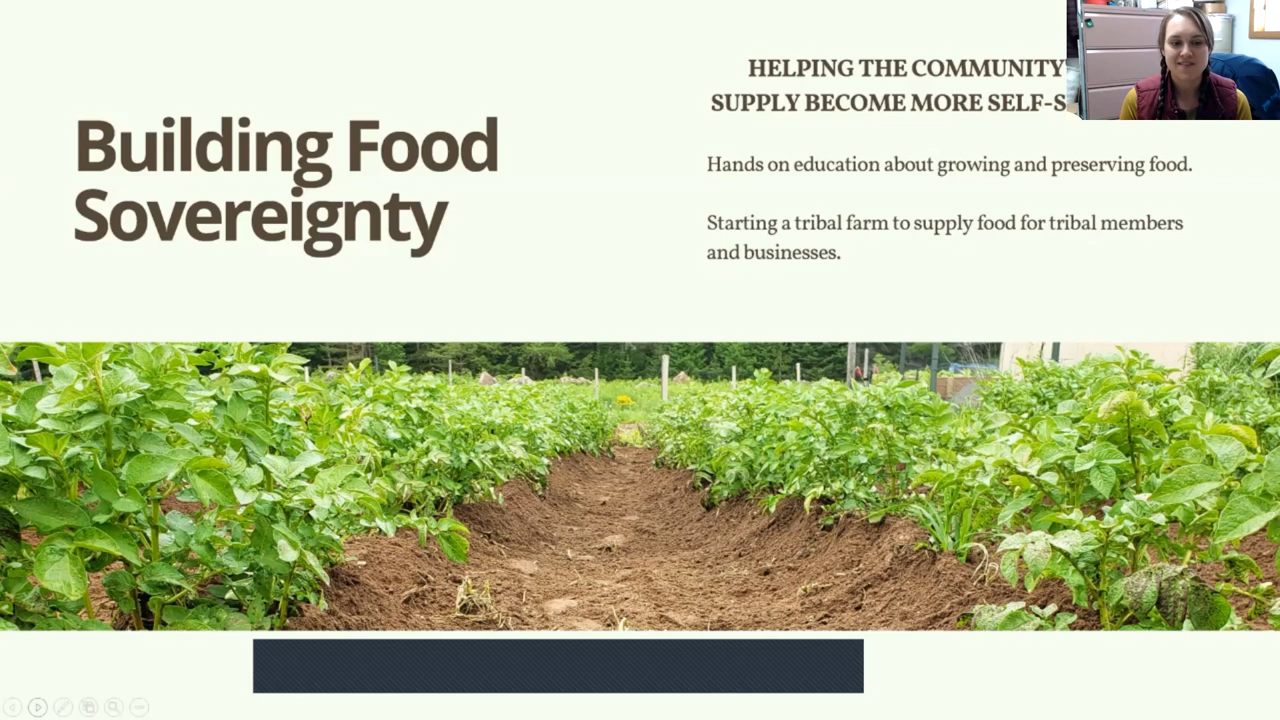 Building Food
Sovereignty
HELPING THE COMMUNITY
SUPPLY BECOME MORE SELF-S
Hands on education about growing and preserving food.
Starting a tribal farm to supply food for tribal members
and businesses.